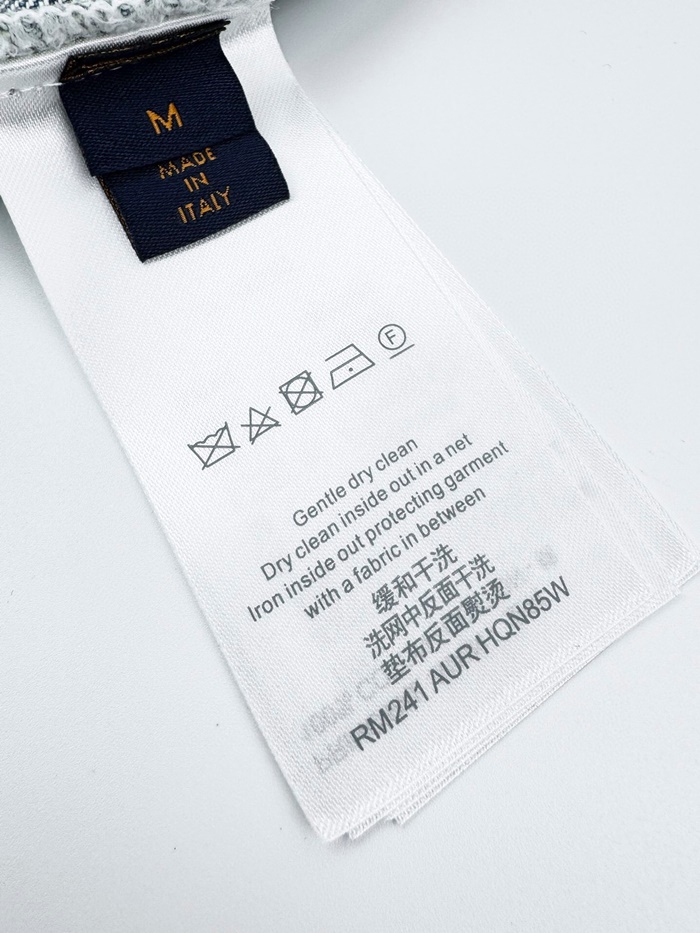 M
MADE
IN
ITALY
F
Gentle dry clean
Dry clean inside out in a net
Iron inside out protecting garment
with a fabric in between
缓和干洗
洗网中反面干洗
垫布反面熨烫
RM241 AUR HQN85W